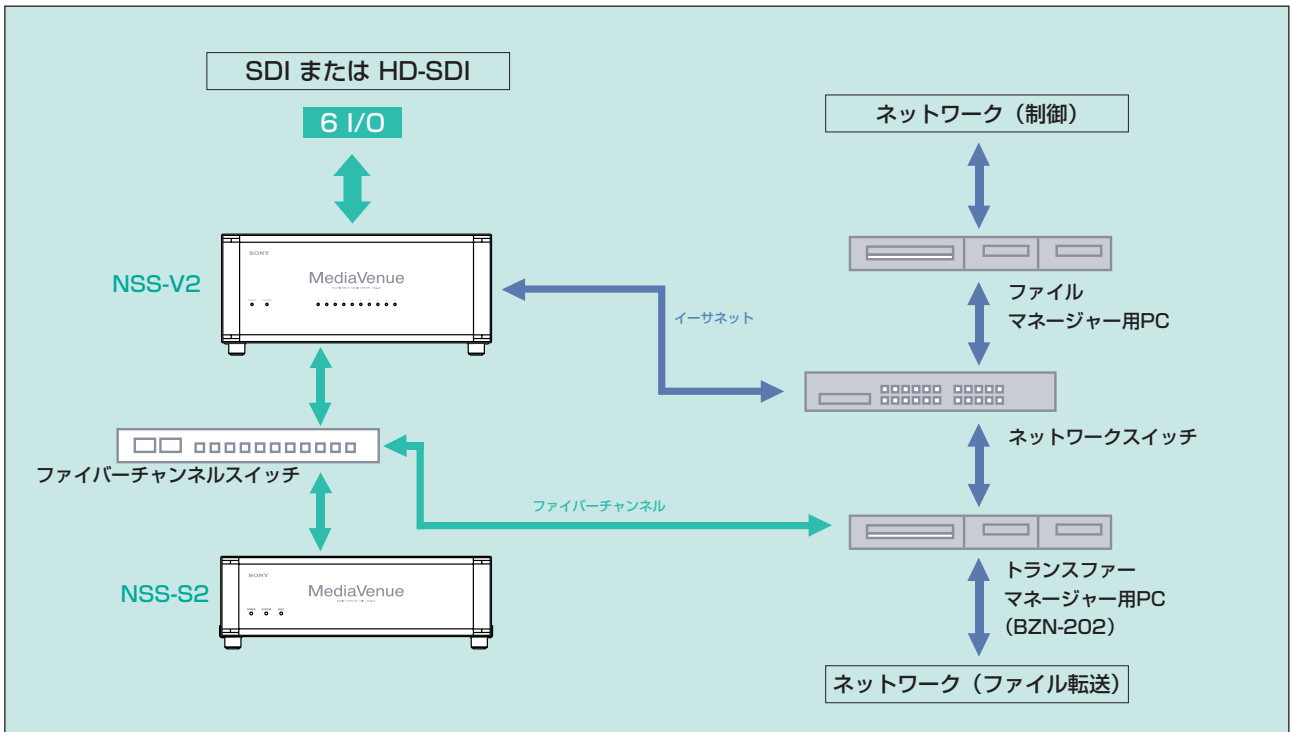 SDI または HD-SDI
6 I/O
SONY
MediaVenue
NSS-V2
ファイバーチャンネルスイッチ
SONY
MediaVenue
NSS-S2
イーサネット
ファイバーチャンネル
ネットワーク（制御）
ファイル
マネージャー用PC
ネットワークスイッチ
トランスファー
マネージャー用PC
（BZN-202）
ネットワーク（ファイル転送）